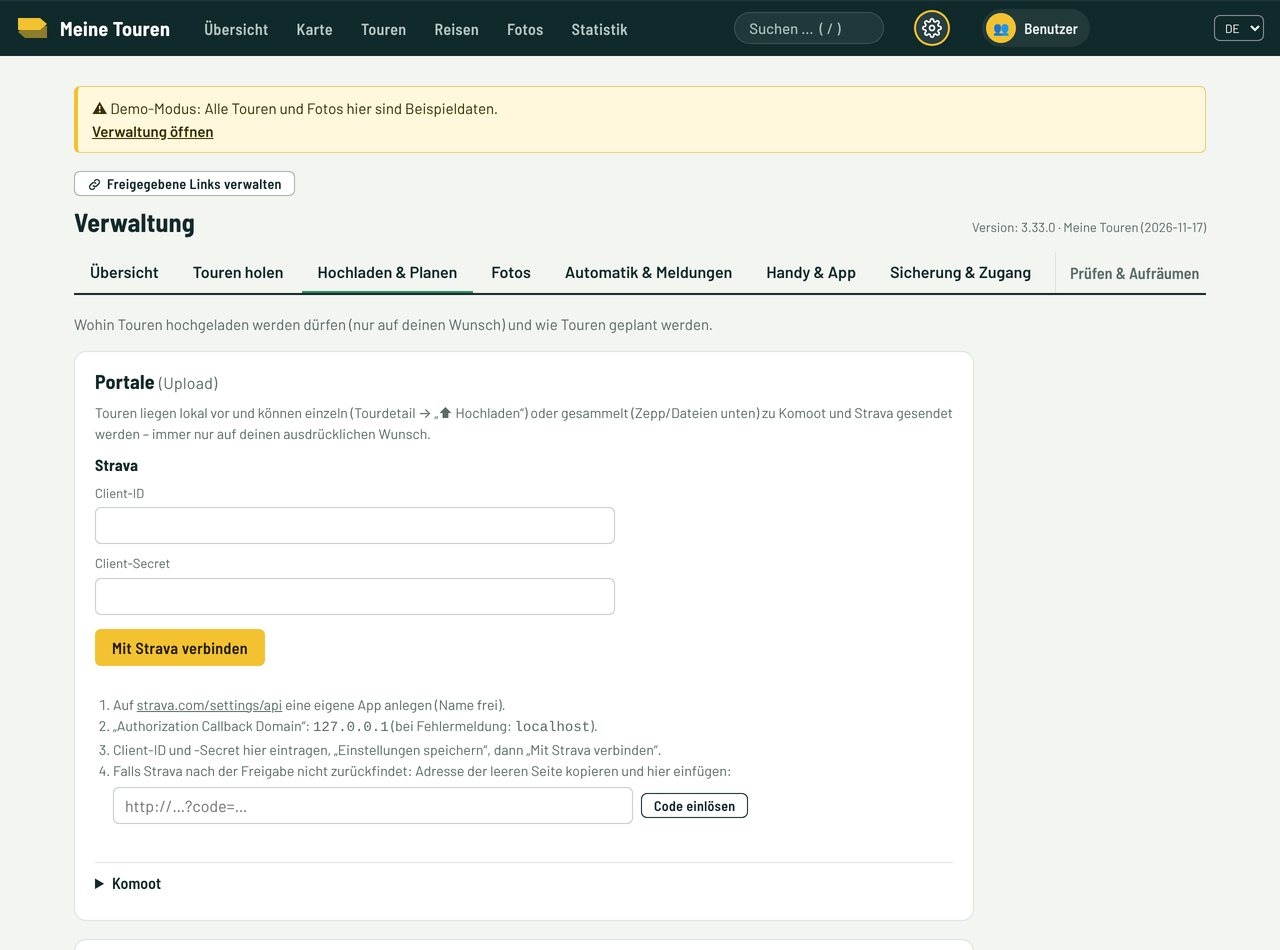 Meine Touren
Übersicht
Karte
Touren
Reisen
Fotos
Statistik
Suchen … ( / )
Benutzer
DE
⚠ Demo-Modus: Alle Touren und Fotos hier sind Beispieldaten.
Verwaltung öffnen
Freigegebene Links verwalten
Verwaltung
Version: 3.33.0 · Meine Touren (2026-11-17)
Übersicht
Touren holen
Hochladen & Planen
Fotos
Automatik & Meldungen
Handy & App
Sicherung & Zugang
Prüfen & Aufräumen
Wohin Touren hochgeladen werden dürfen (nur auf deinen Wunsch) und wie Touren geplant werden.
Portale (Upload)
Touren liegen lokal vor und können einzeln (Tourdetail → „⬆ Hochladen“) oder gesammelt (Zepp/Dateien unten) zu Komoot und Strava gesendet
werden – immer nur auf deinen ausdrücklichen Wunsch.
Strava
Client-ID
Client-Secret
Mit Strava verbinden
1. Auf strava.com/settings/api eine eigene App anlegen (Name frei).
2. „Authorization Callback Domain“: 127.0.0.1 (bei Fehlermeldung: localhost).
3. Client-ID und -Secret hier eintragen, „Einstellungen speichern“, dann „Mit Strava verbinden“.
4. Falls Strava nach der Freigabe nicht zurückfindet: Adresse der leeren Seite kopieren und hier einfügen:
http://…?code=…
Code einlösen
Komoot